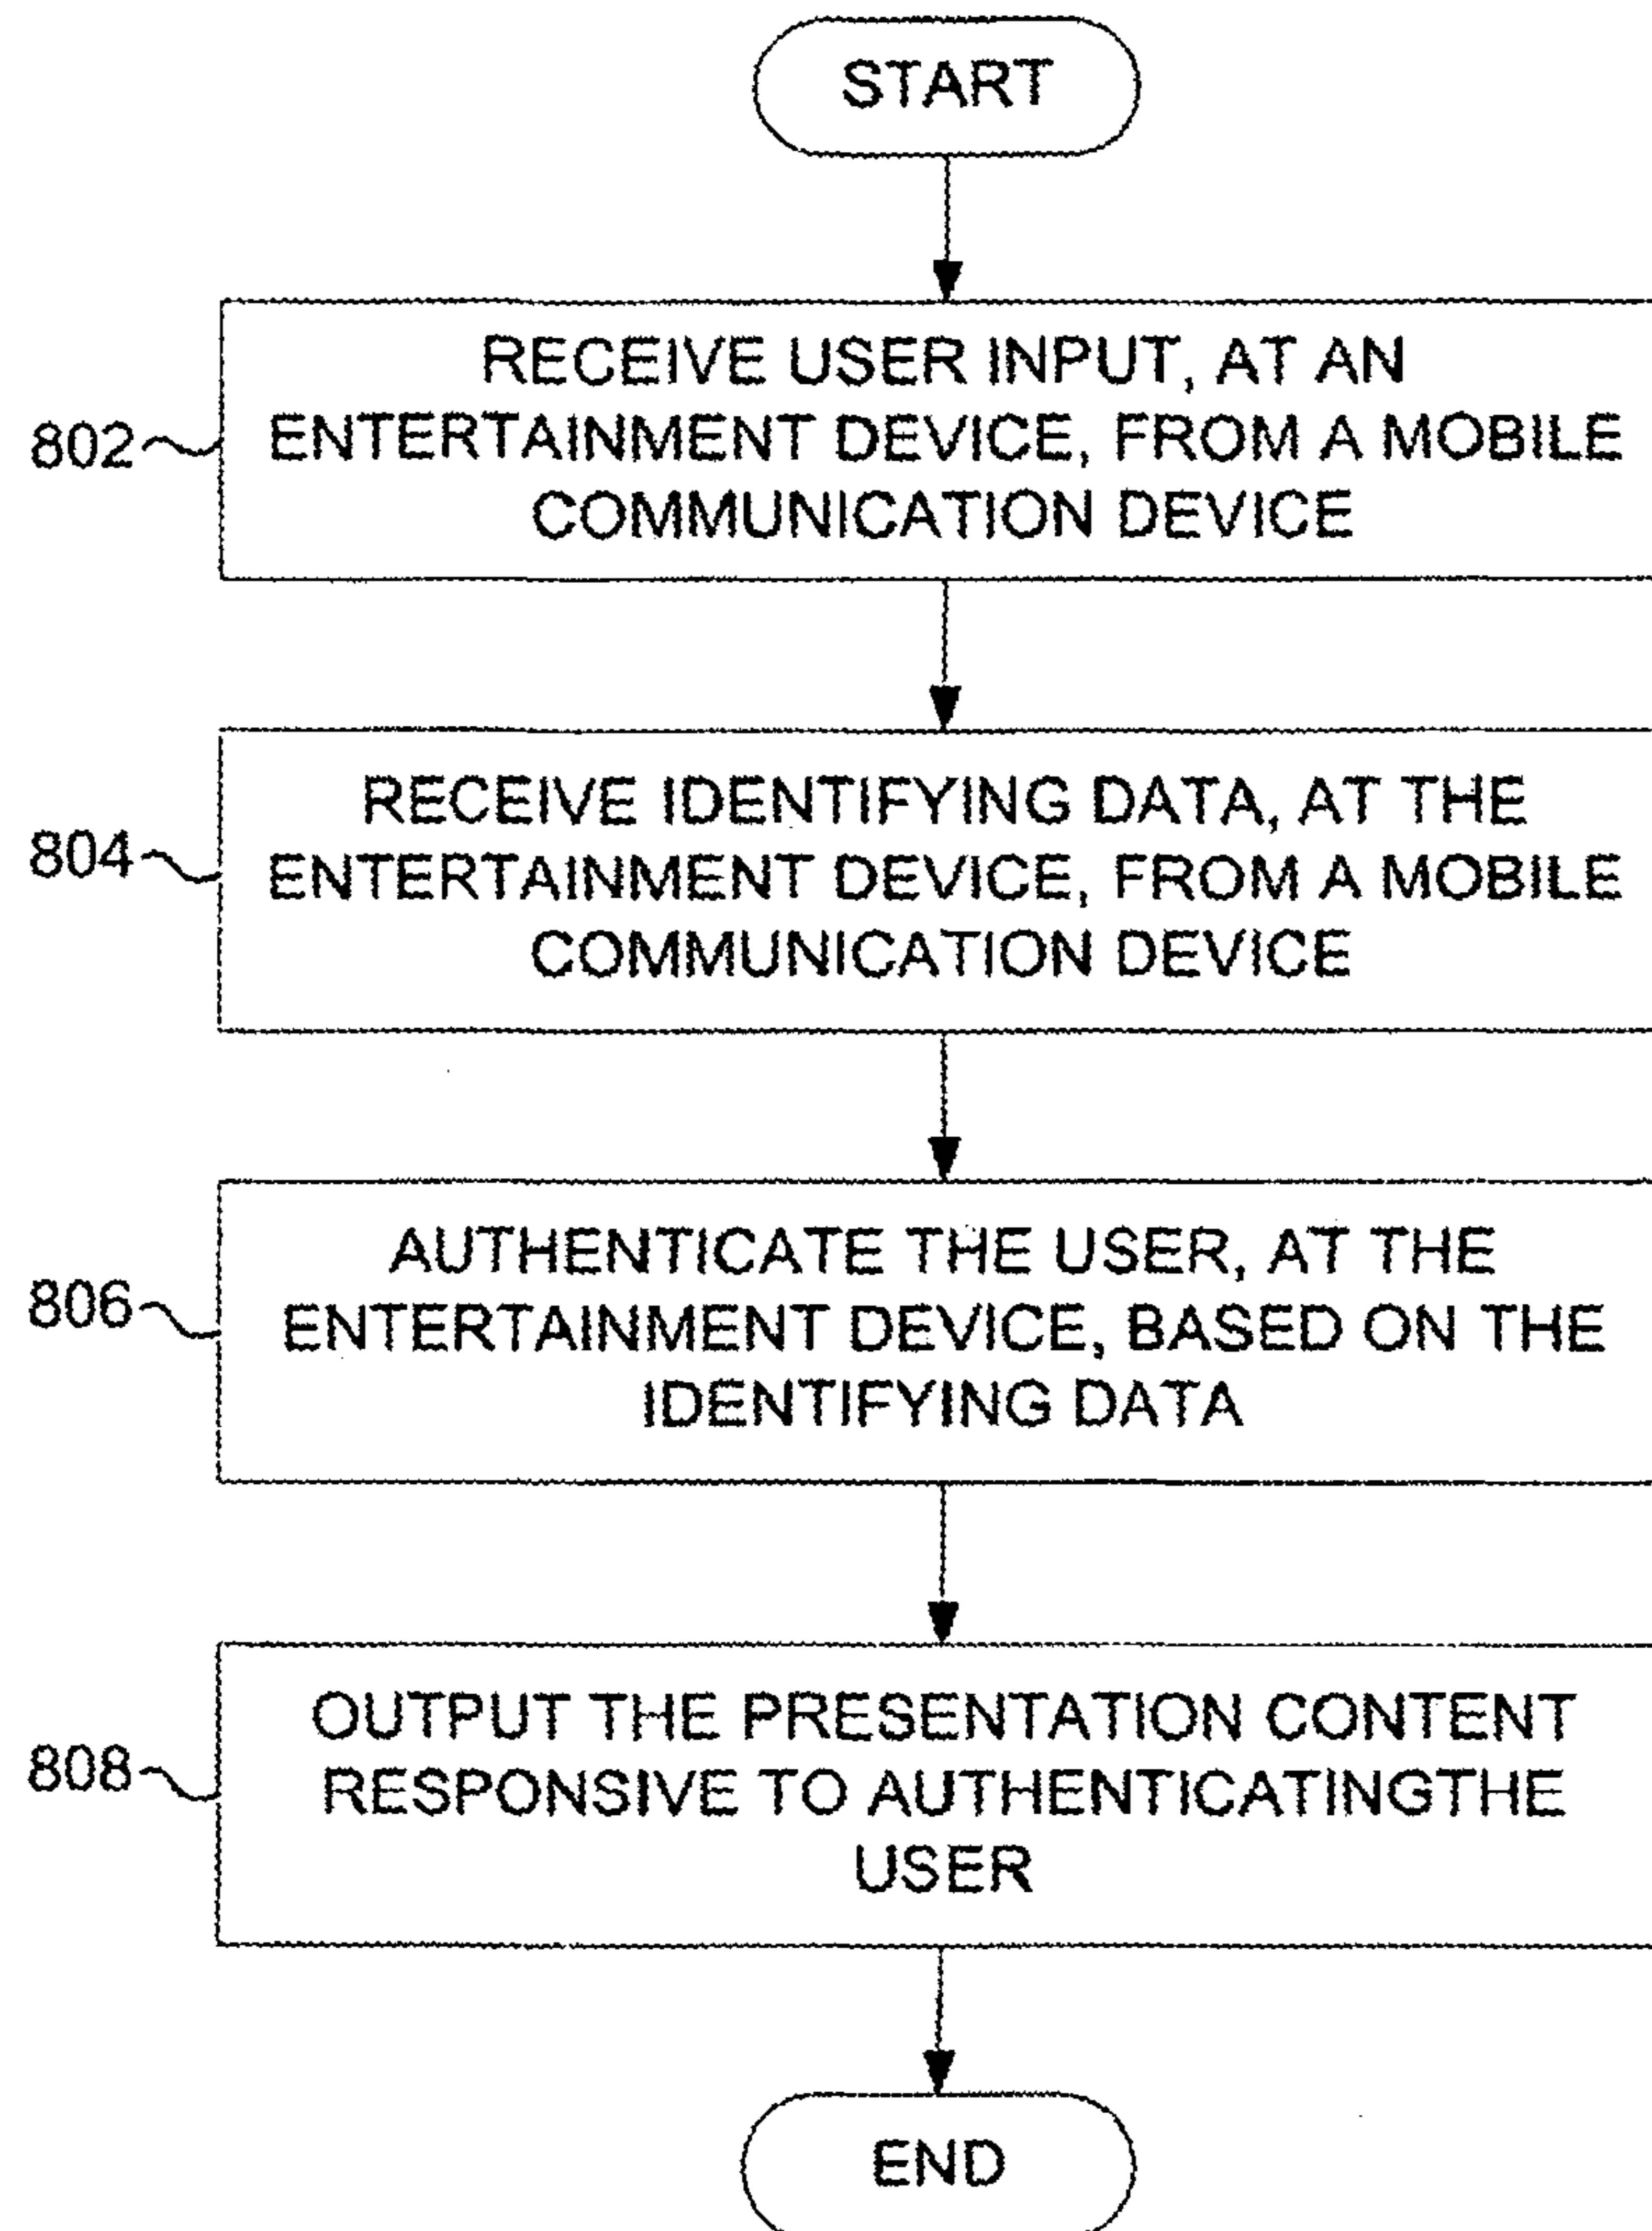 START
RECEIVE USER INPUT, AT AN
802 ENTERTAINMENT DEVICE, FROM A MOBILE
COMMUNICATION DEVICE
RECEIVE IDENTIFYING DATA, AT THE
804 ENTERTAINMENT DEVICE, FROM A MOBILE
COMMUNICATION DEVICE
AUTHENTICATE THE USER, AT THE
806 ENTERTAINMENT DEVICE, BASED ON THE
IDENTIFYING DATA
OUTPUT THE PRESENTATION CONTENT
808 RESPONSIVE TO AUTHENTICATINGTHE
USER
END